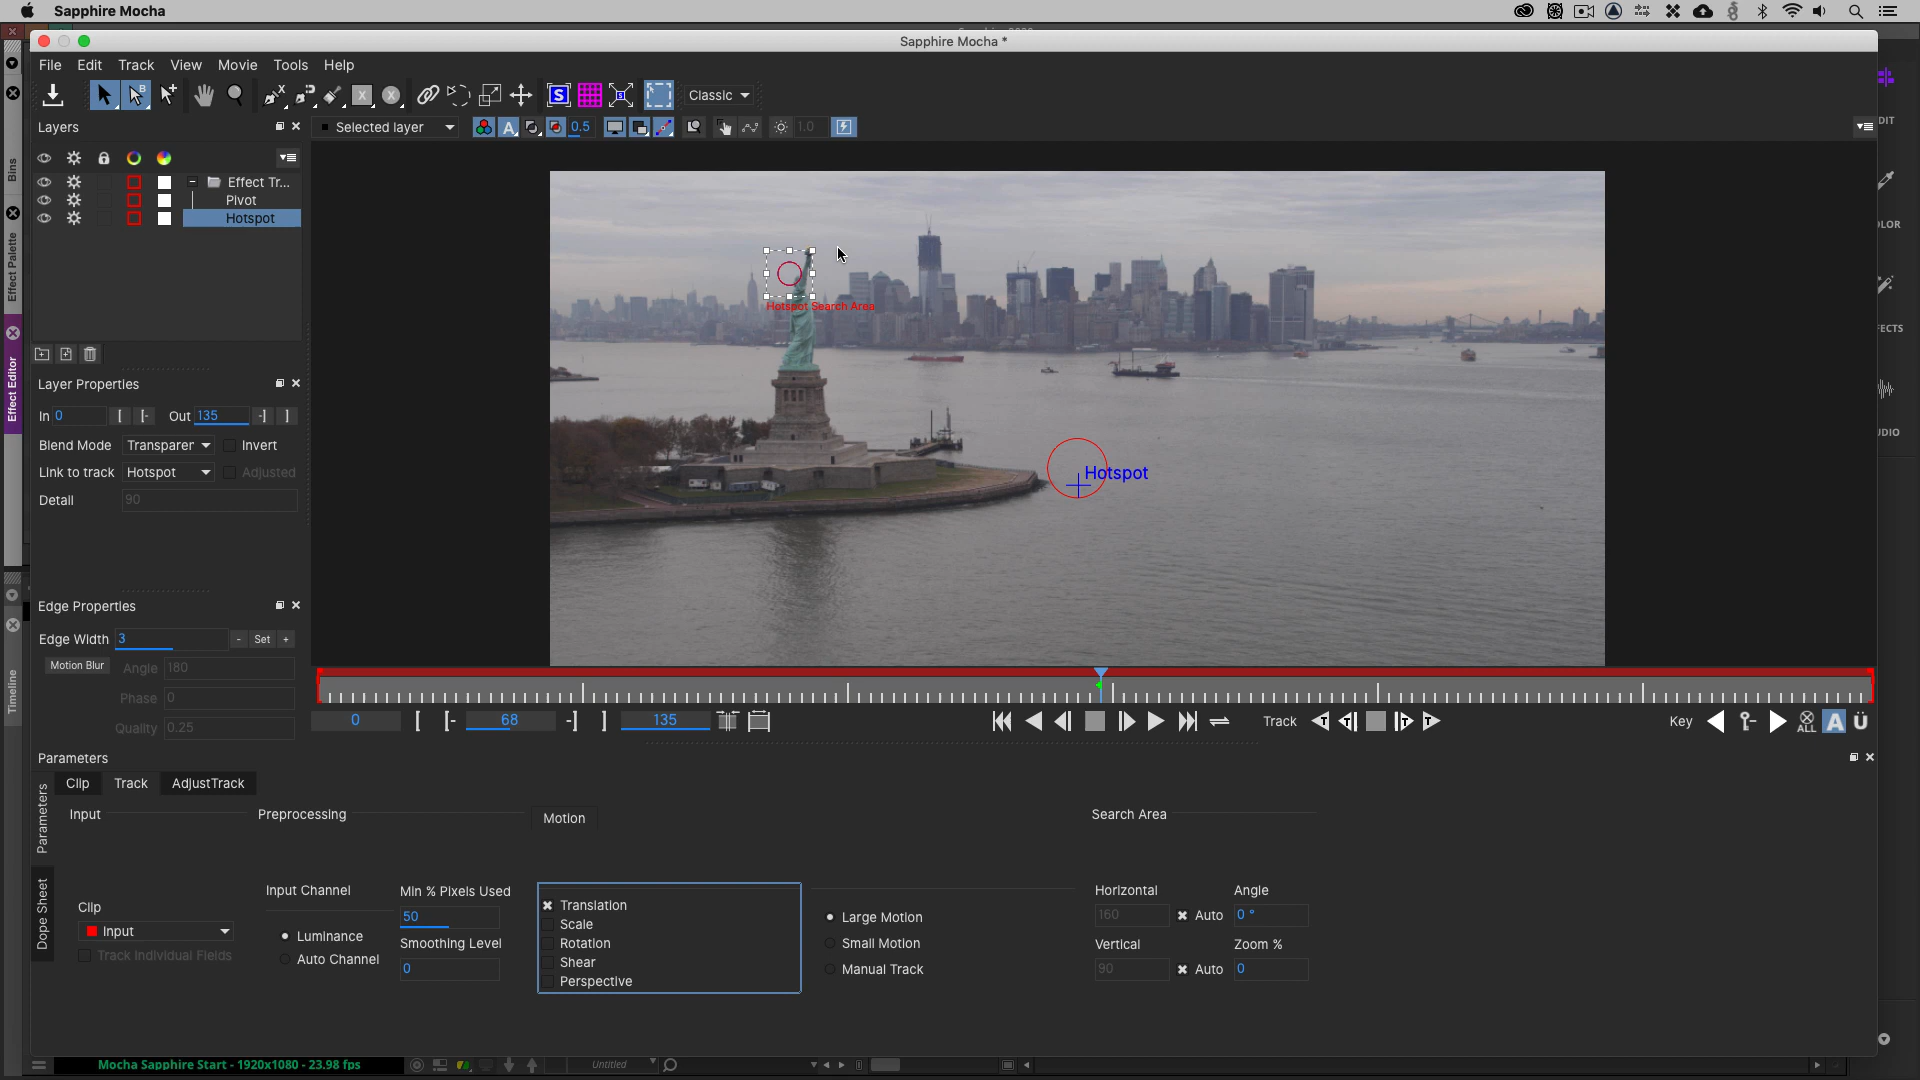 Sapphire Mocha
Sapphire Mocha *
File Edit Track View Movie Tools Help
Classic
Layers
Selected layer
0.5
1.0
Effect Tr...
Pivot
Hotspot
Hotspot Search Area
Hotspot
Bins
Effect Palette
Effect Editor
Timeline
DIT
LOR
FECTS
UDIO
Layer Properties
In 0 Out 135
Blend Mode Transparer Invert
Link to track Hotspot Adjusted
Detail 90
Edge Properties
Edge Width 3 - Set +
Motion Blur Angle 180
Phase 0
Quality 0.25
0 68 135 Track Key ALL A Ü
Parameters
Clip Track AdjustTrack
Parameters
Dope Sheet
Input Preprocessing Motion Search Area
Clip
Input
Track Individual Fields
Input Channel
Luminance
Auto Channel
Min % Pixels Used
50
Smoothing Level
0
Translation
Scale
Rotation
Shear
Perspective
Large Motion
Small Motion
Manual Track
Horizontal Angle
160 Auto 0 °
Vertical Zoom %
90 Auto 0
Mocha Sapphire Start - 1920x1080 - 23.98 fps
Untitled